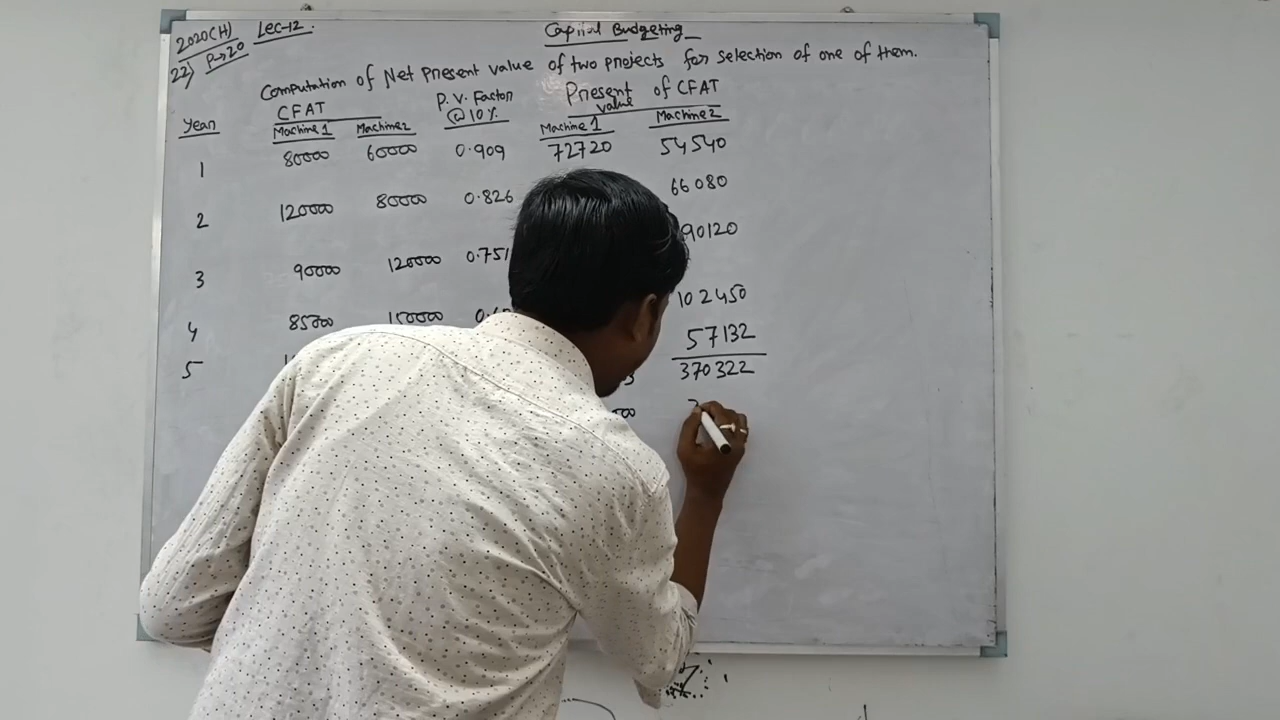 2020(H) Lec-12. Capital Budgeting
22) P-20
Computation of Net Present value of two projects for selection of one of them.
Year CFAT P.V. Factor @10% Present value of CFAT
Machine 1 Machine 2 Machine 1 Machine 2
1 80000 60000 0.909 72720 54540
2 120000 80000 0.826 66080
3 90000 120000 0.751 90120
4 85000 150000 102450
5 57132
370322